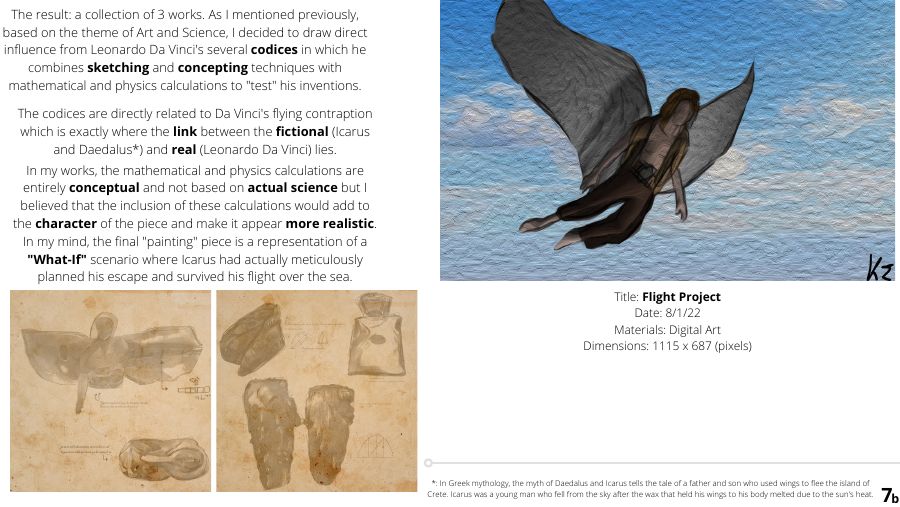 The result: a collection of 3 works. As I mentioned previously,
based on the theme of Art and Science, I decided to draw direct
influence from Leonardo Da Vinci's several codices in which he
combines sketching and concepting techniques with
mathematical and physics calculations to "test" his inventions.
The codices are directly related to Da Vinci's flying contraption
which is exactly where the link between the fictional (Icarus
and Daedalus*) and real (Leonardo Da Vinci) lies.
In my works, the mathematical and physics calculations are
entirely conceptual and not based on actual science but I
believed that the inclusion of these calculations would add to
the character of the piece and make it appear more realistic.
In my mind, the final "painting" piece is a representation of a
"What-If" scenario where Icarus had actually meticulously
planned his escape and survived his flight over the sea.
Title: Flight Project
Date: 8/1/22
Materials: Digital Art
Dimensions: 1115 x 687 (pixels)
*: In Greek mythology, the myth of Daedalus and Icarus tells the tale of a father and son who used wings to flee the island of
Crete. Icarus was a young man who fell from the sky after the wax that held his wings to his body melted due to the sun's heat.
7b